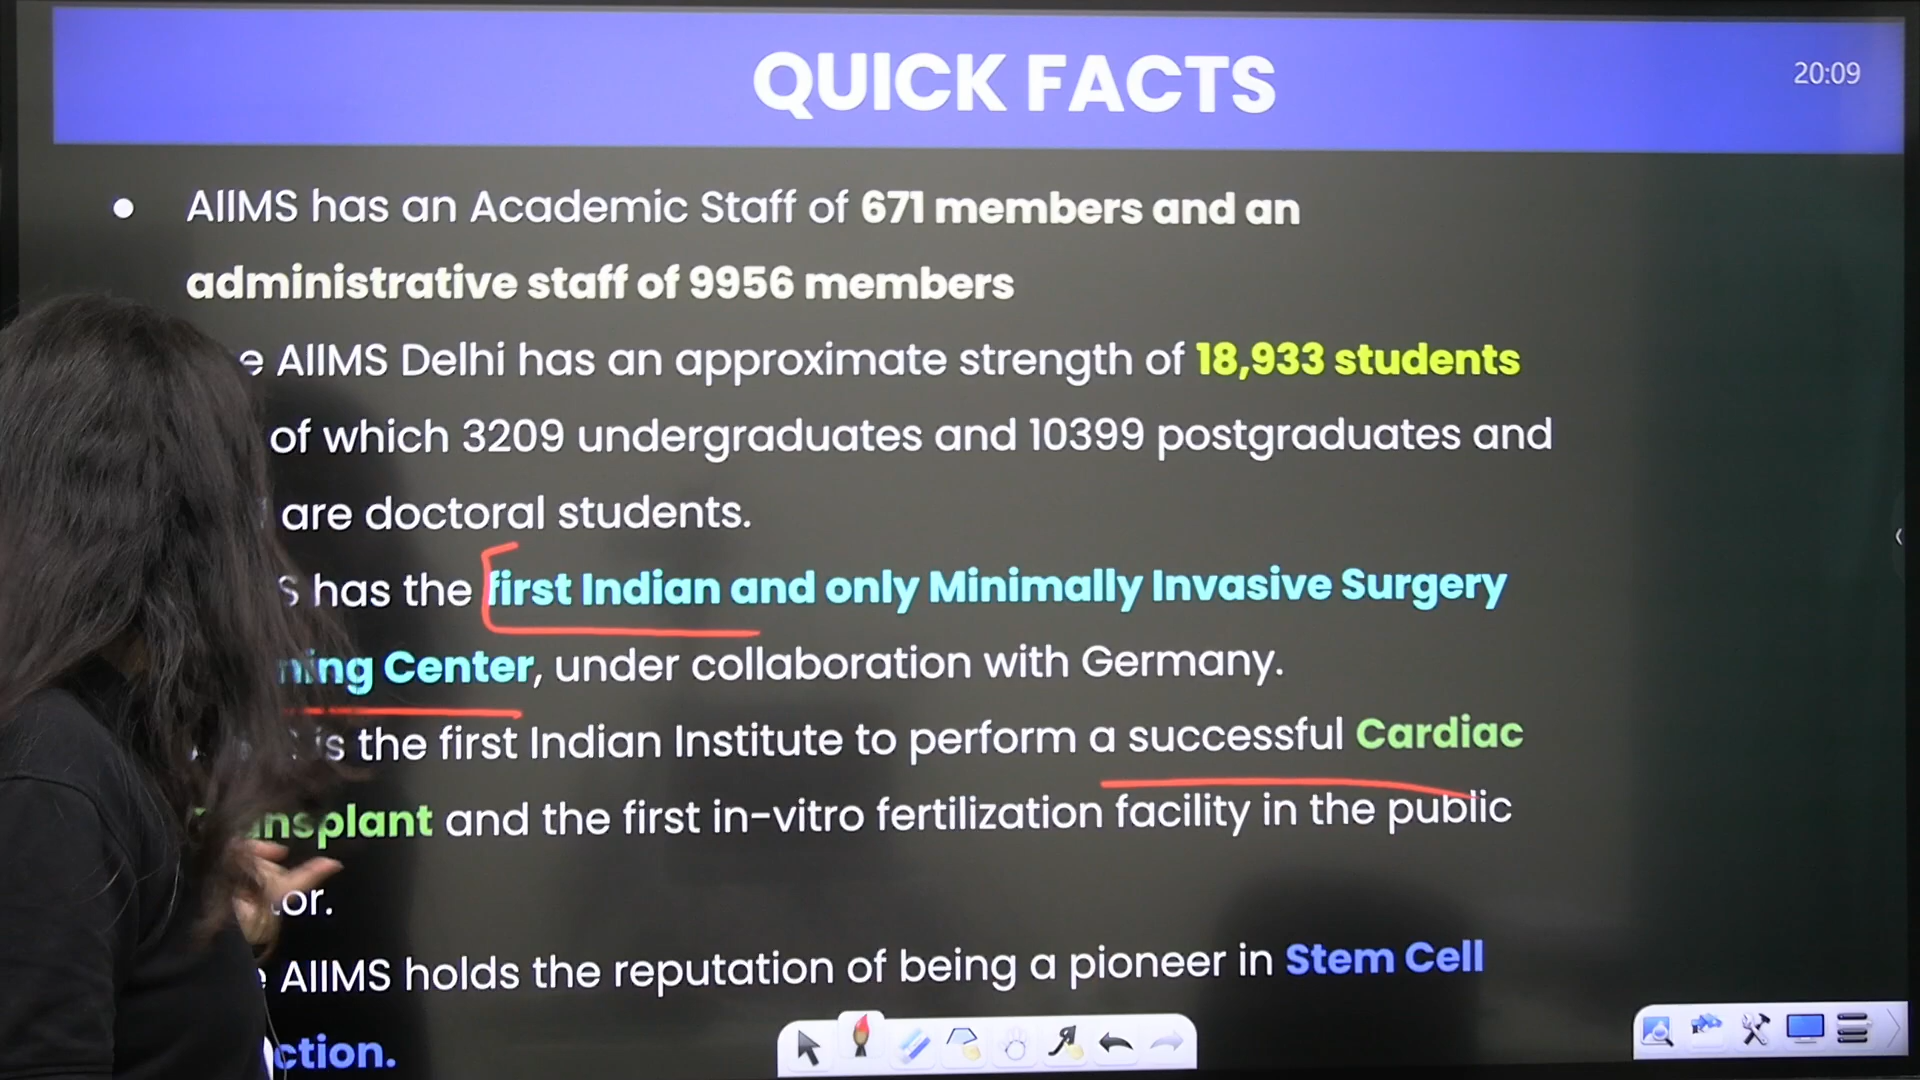 QUICK FACTS
20:09
● AIIMS has an Academic Staff of 671 members and an
administrative staff of 9956 members
AIIMS Delhi has an approximate strength of 18,933 students
of which 3209 undergraduates and 10399 postgraduates and
are doctoral students.
has the first Indian and only Minimally Invasive Surgery
Center, under collaboration with Germany.
is the first Indian Institute to perform a successful Cardiac
and the first in-vitro fertilization facility in the public
AIIMS holds the reputation of being a pioneer in Stem Cell